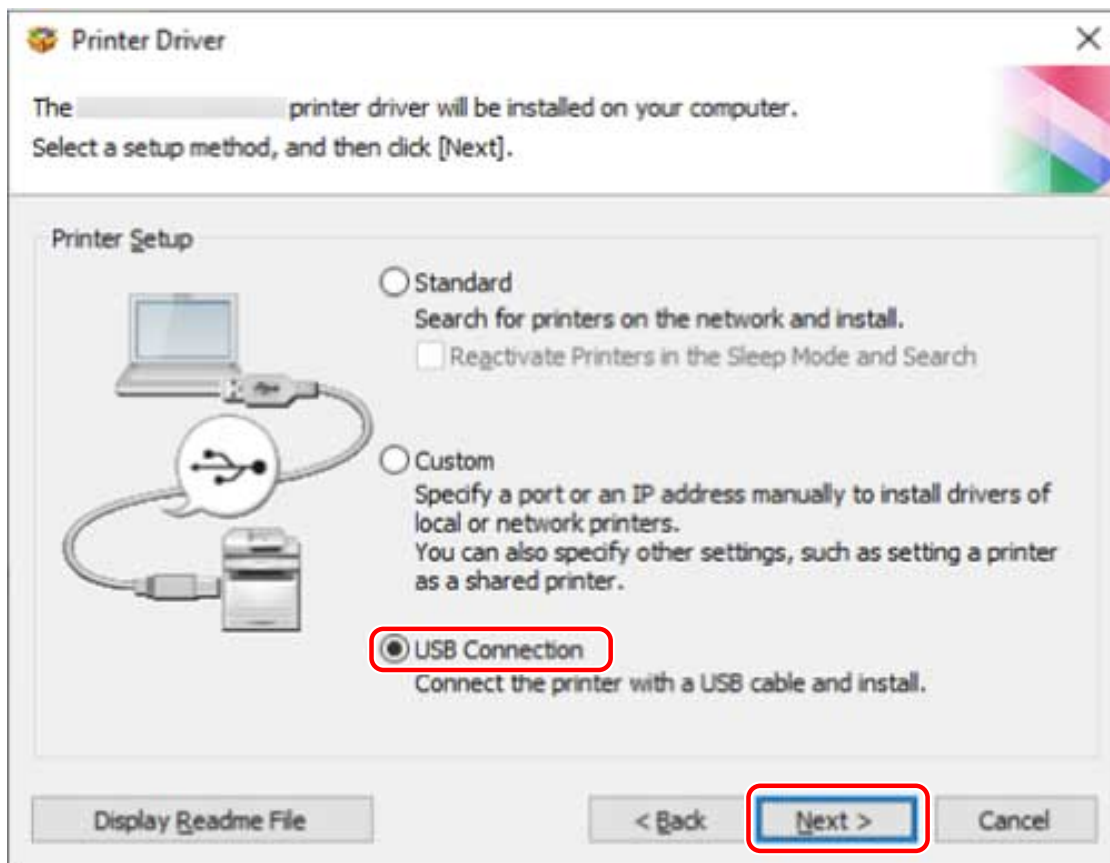 Printer Driver
The printer driver will be installed on your computer.
Select a setup method, and then click [Next].
Printer Setup
Standard
Search for printers on the network and install.
Reactivate Printers in the Sleep Mode and Search
Custom
Specify a port or an IP address manually to install drivers of
local or network printers.
You can also specify other settings, such as setting a printer
as a shared printer.
USB Connection
Connect the printer with a USB cable and install.
Display Readme File
< Back
Next >
Cancel